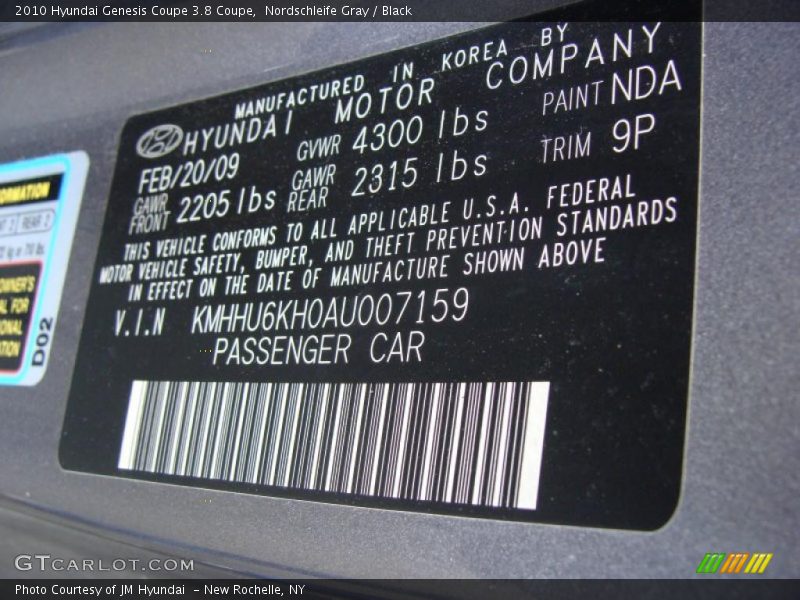 2010 Hyundai Genesis Coupe 3.8 Coupe,  Nordschleife Gray / Black
MANUFACTURED IN KOREA BY
HYUNDAI MOTOR COMPANY
FEB/20/09 GVWR 4300 lbs PAINT NDA
GAWR FRONT 2205 lbs GAWR REAR 2315 lbs TRIM 9P
THIS VEHICLE CONFORMS TO ALL APPLICABLE U.S.A. FEDERAL
MOTOR VEHICLE SAFETY, BUMPER, AND THEFT PREVENTION STANDARDS
IN EFFECT ON THE DATE OF MANUFACTURE SHOWN ABOVE
V.I.N KMHHU6KH0AU007159
PASSENGER CAR
REAR 2
D02
GTCARLOT.COM
Photo Courtesy of JM Hyundai  – New Rochelle, NY